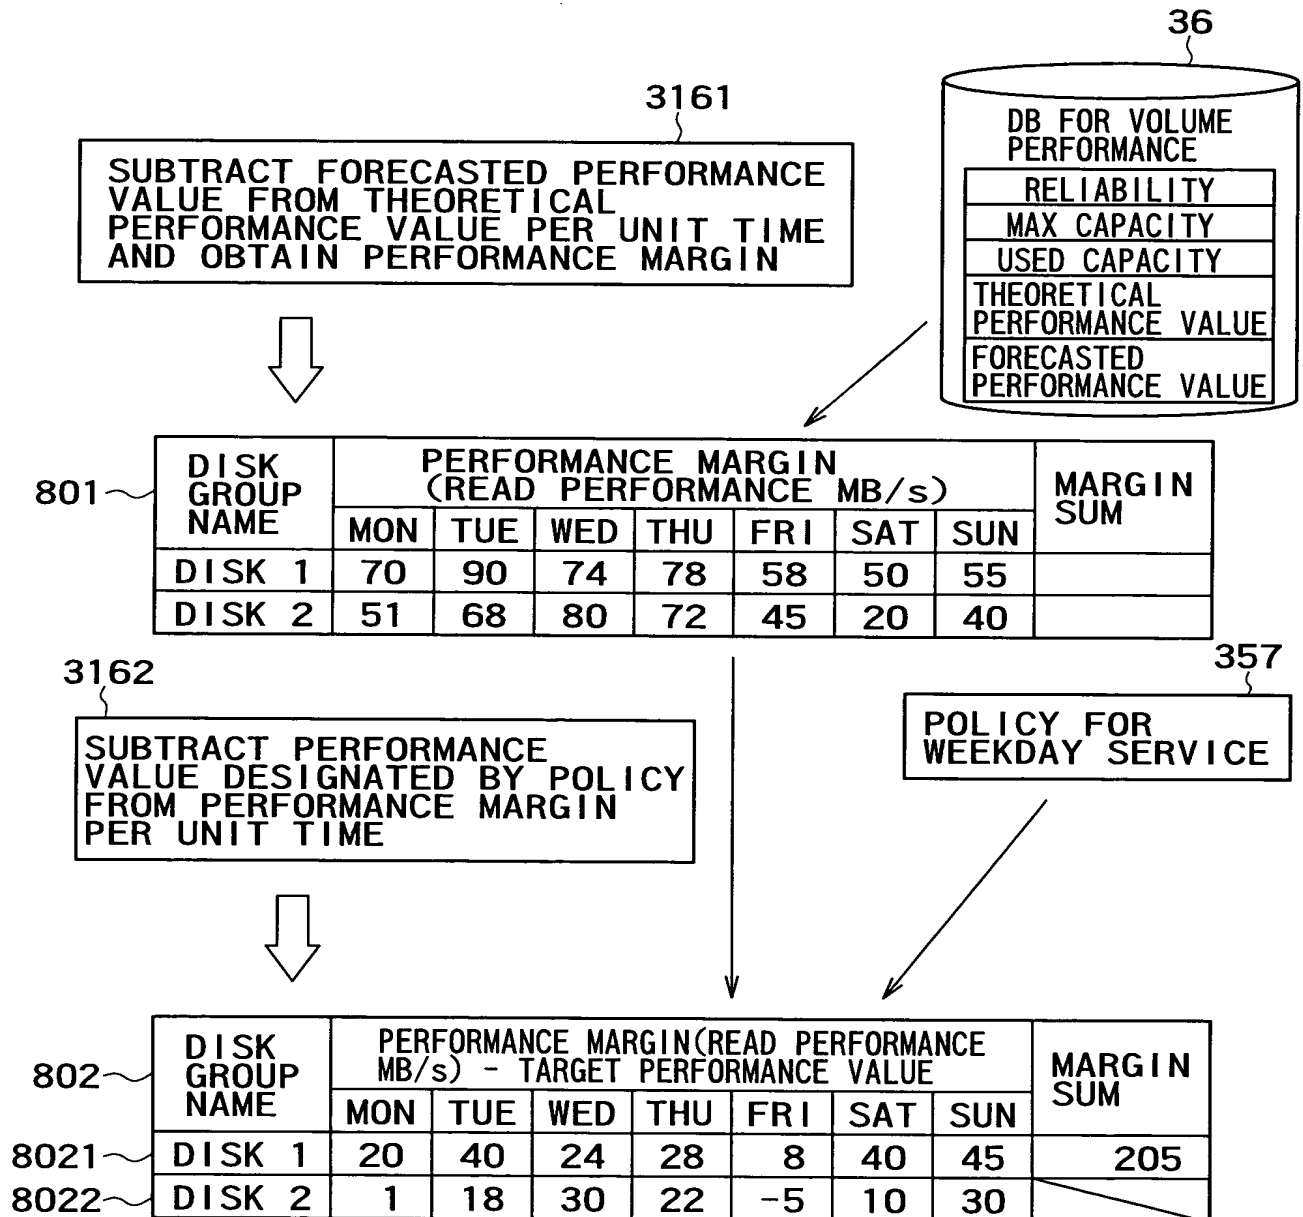 36
3161
DB FOR VOLUME
PERFORMANCE
RELIABILITY
MAX CAPACITY
USED CAPACITY
THEORETICAL
PERFORMANCE VALUE
FORECASTED
PERFORMANCE VALUE
SUBTRACT FORECASTED PERFORMANCE
VALUE FROM THEORETICAL
PERFORMANCE VALUE PER UNIT TIME
AND OBTAIN PERFORMANCE MARGIN
801
DISK
GROUP
NAME
PERFORMANCE MARGIN
(READ PERFORMANCE MB/s)
MARGIN
SUM
MON TUE WED THU FRI SAT SUN
DISK 1 70 90 74 78 58 50 55
DISK 2 51 68 80 72 45 20 40
3162
357
SUBTRACT PERFORMANCE
VALUE DESIGNATED BY POLICY
FROM PERFORMANCE MARGIN
PER UNIT TIME
POLICY FOR
WEEKDAY SERVICE
802
DISK
GROUP
NAME
PERFORMANCE MARGIN(READ PERFORMANCE
MB/s) - TARGET PERFORMANCE VALUE
MARGIN
SUM
MON TUE WED THU FRI SAT SUN
8021 DISK 1 20 40 24 28 8 40 45 205
8022 DISK 2 1 18 30 22 -5 10 30